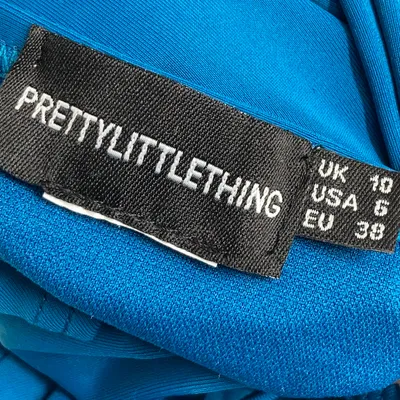 PRETTYLITTLETHING
UK 10
USA 6
EU 38